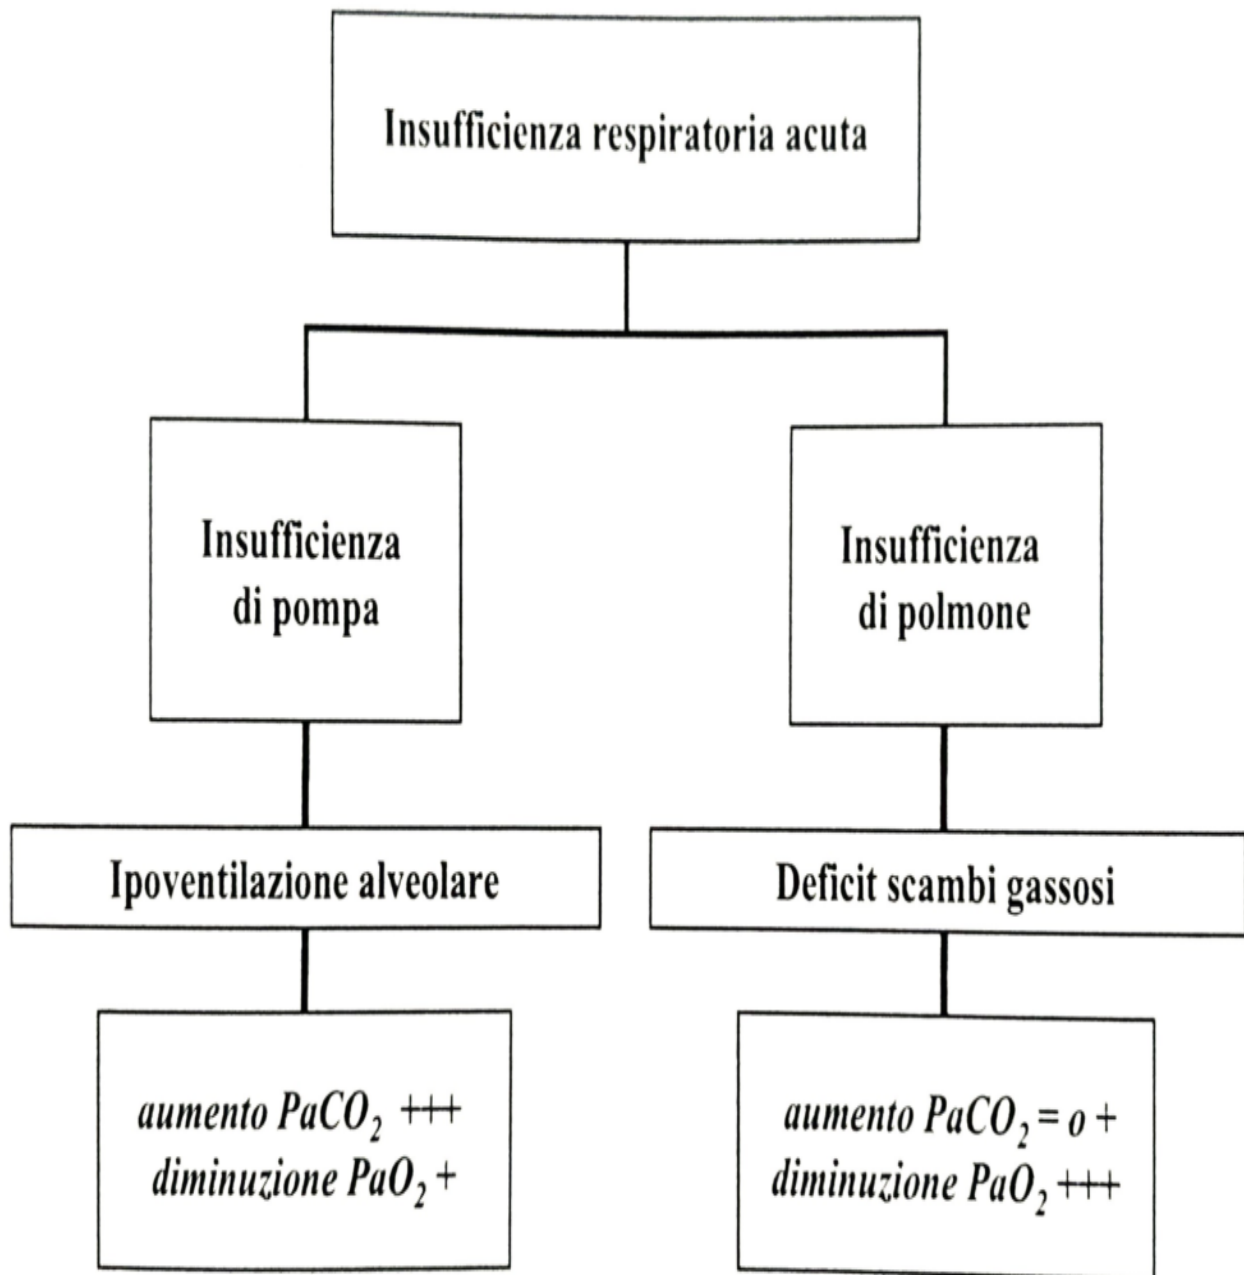 Insufficienza respiratoria acuta
Insufficienza
di pompa
Insufficienza
di polmone
Ipoventilazione alveolare
Deficit scambi gassosi
aumento PaCO₂ +++
diminuzione PaO₂ +
aumento PaCO₂ = o +
diminuzione PaO₂ +++